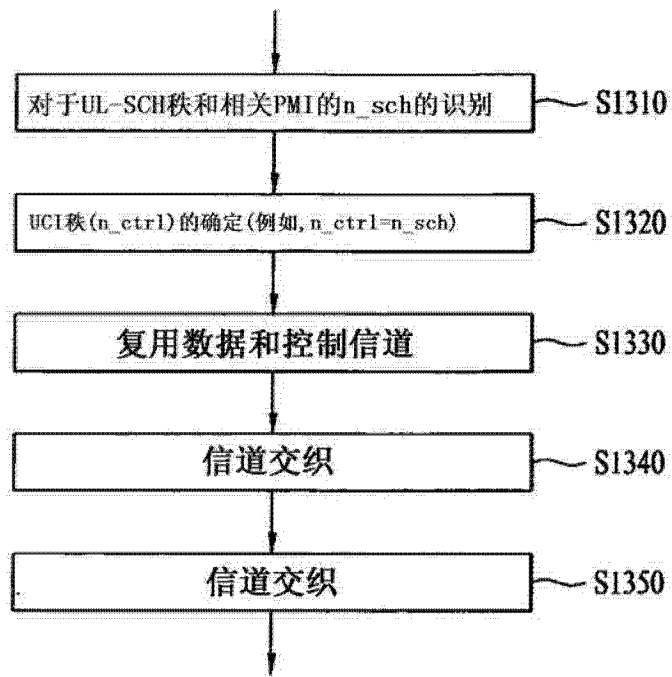 对于UL-SCH秩和相关PMI的n_sch的识别
S1310
UCI秩(n_ctrl)的确定(例如,n_ctrl=n_sch)
S1320
复用数据和控制信道
S1330
信道交织
S1340
信道交织
S1350